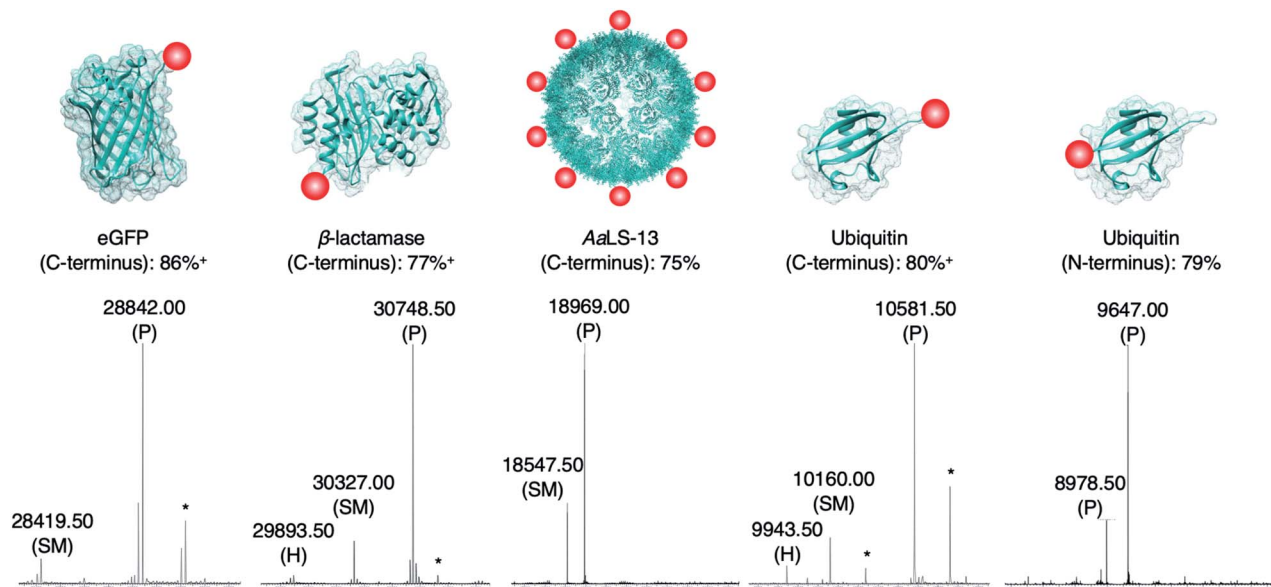 eGFP
(C-terminus): 86%⁺
β-lactamase
(C-terminus): 77%⁺
AaLS-13
(C-terminus): 75%
Ubiquitin
(C-terminus): 80%⁺
Ubiquitin
(N-terminus): 79%
28842.00
(P)
*
28419.50
(SM)
30748.50
(P)
30327.00
(SM)
29893.50
(H)
*
18969.00
(P)
18547.50
(SM)
10581.50
(P)
*
10160.00
(SM)
9943.50
(H)
*
9647.00
(P)
8978.50
(P)